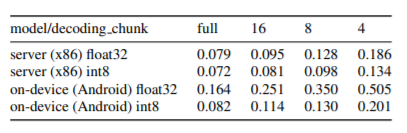 model/decoding_chunk full 16 8 4
server (x86) float32 0.079 0.095 0.128 0.186
server (x86) int8 0.072 0.081 0.098 0.134
on-device (Android) float32 0.164 0.251 0.350 0.505
on-device (Android) int8 0.082 0.114 0.130 0.201